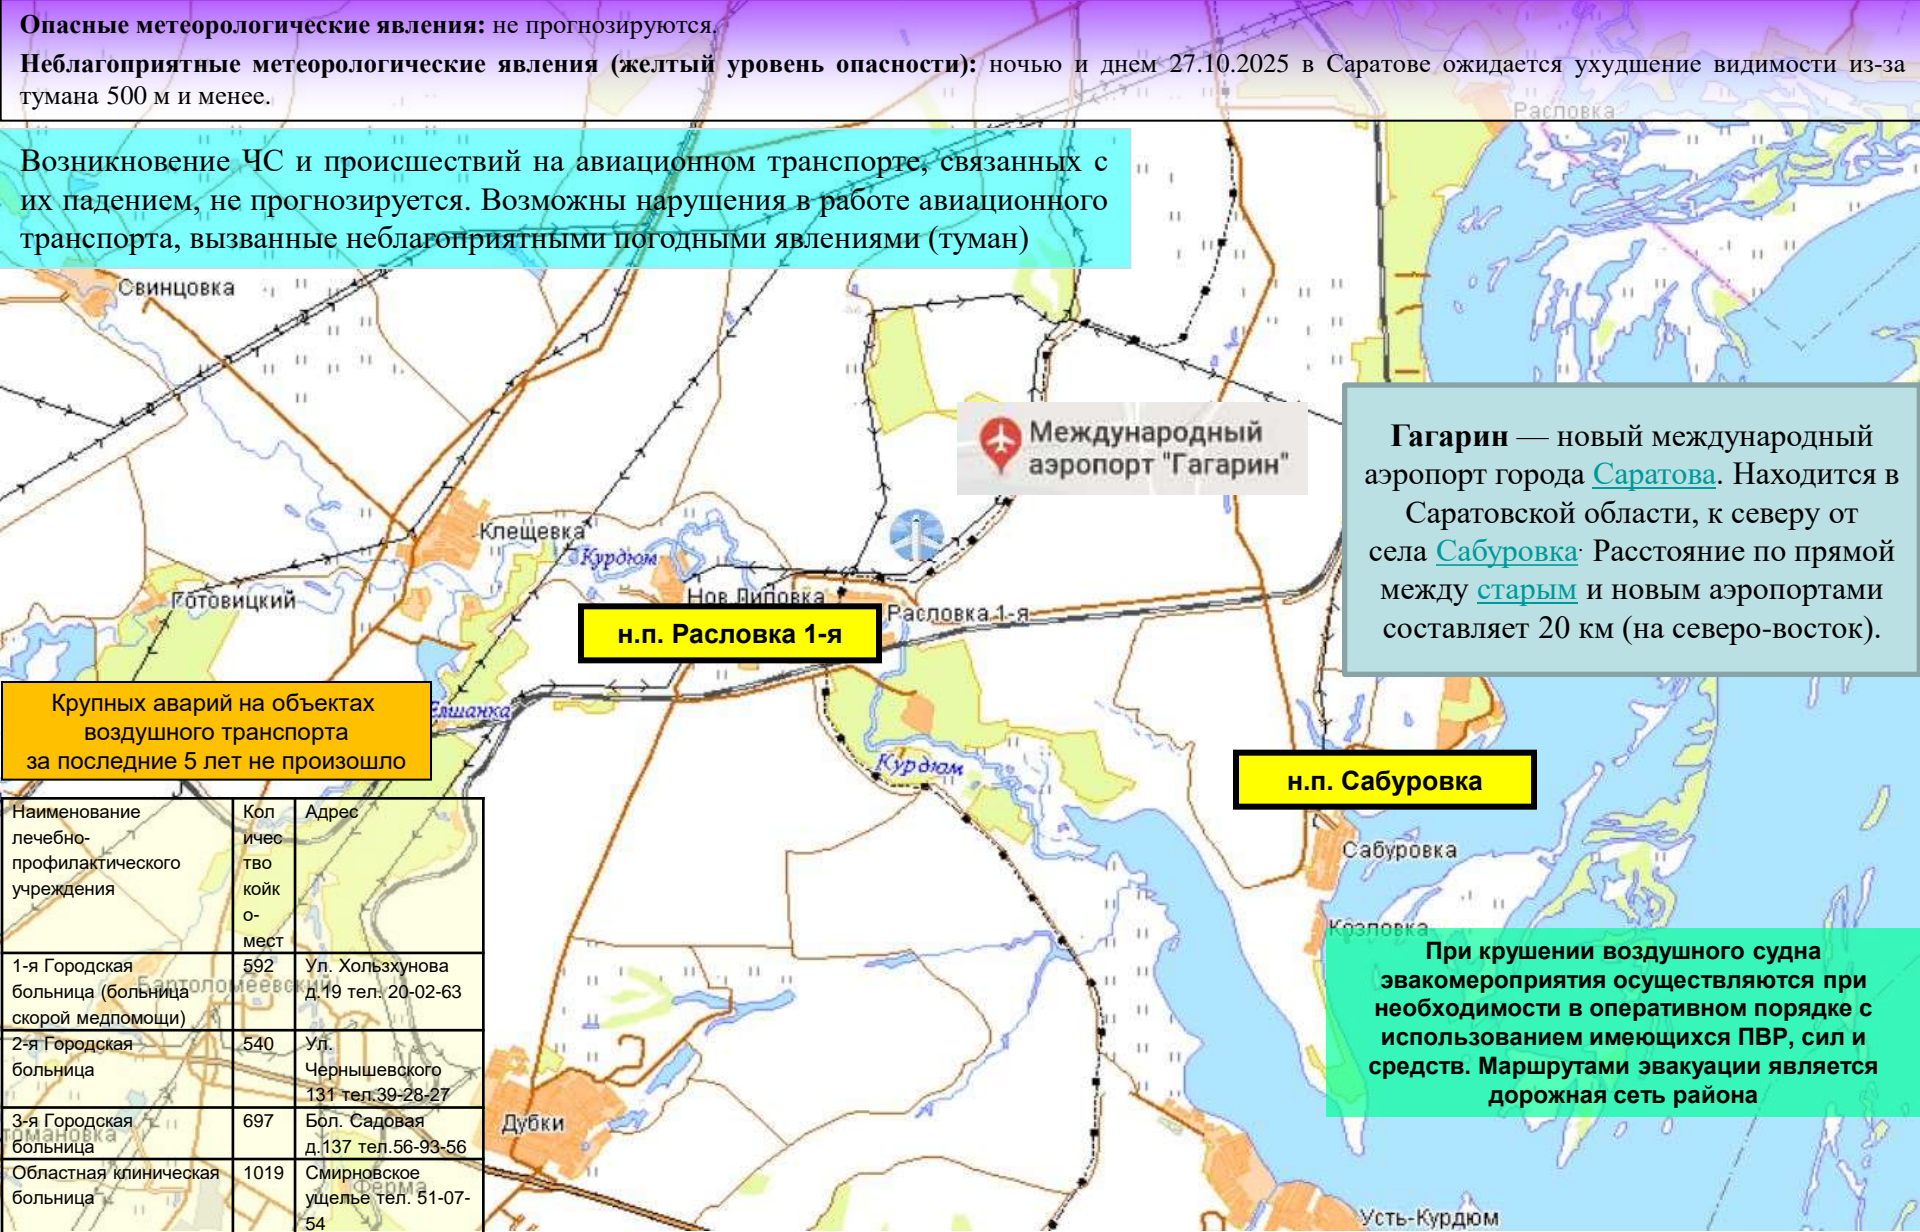 Опасные метеорологические явления: не прогнозируются.
Неблагоприятные метеорологические явления (желтый уровень опасности): ночью и днем 27.10.2025 в Саратове ожидается ухудшение видимости из-за
тумана 500 м и менее.
Расловка
Возникновение ЧС и происшествий на авиационном транспорте, связанных с
их падением, не прогнозируется. Возможны нарушения в работе авиационного
транспорта, вызванные неблагоприятными погодными явлениями (туман)
Свинцовка
Международный
аэропорт "Гагарин"
Гагарин — новый международный
аэропорт города Саратова. Находится в
Саратовской области, к северу от
села Сабуровка. Расстояние по прямой
между старым и новым аэропортами
составляет 20 км (на северо-восток).
Клещевка
Курдюм
Готовицкий
Нов.Липовка
Расловка 1-я
н.п. Расловка 1-я
Елшанка
Крупных аварий на объектах
воздушного транспорта
за последние 5 лет не произошло
Курдюм
н.п. Сабуровка
Сабуровка
Козловка
При крушении воздушного судна
эвакомероприятия осуществляются при
необходимости в оперативном порядке с
использованием имеющихся ПВР, сил и
средств. Маршрутами эвакуации является
дорожная сеть района
Наименование
лечебно-
профилактического
учреждения
Кол
ичес
тво
койк
о-
мест
Адрес
1-я Городская
больница (больница
скорой медпомощи)
592
Ул. Хользунова
д.19 тел. 20-02-63
Бартоломеевский
2-я Городская
больница
540
Ул.
Чернышевского
131 тел.39-28-27
3-я Городская
больница
697
Бол. Садовая
д.137 тел.56-93-56
Областная клиническая
больница
1019
Смирновское
ущелье тел. 51-07-
54
Ферма
Дубки
Усть-Курдюм